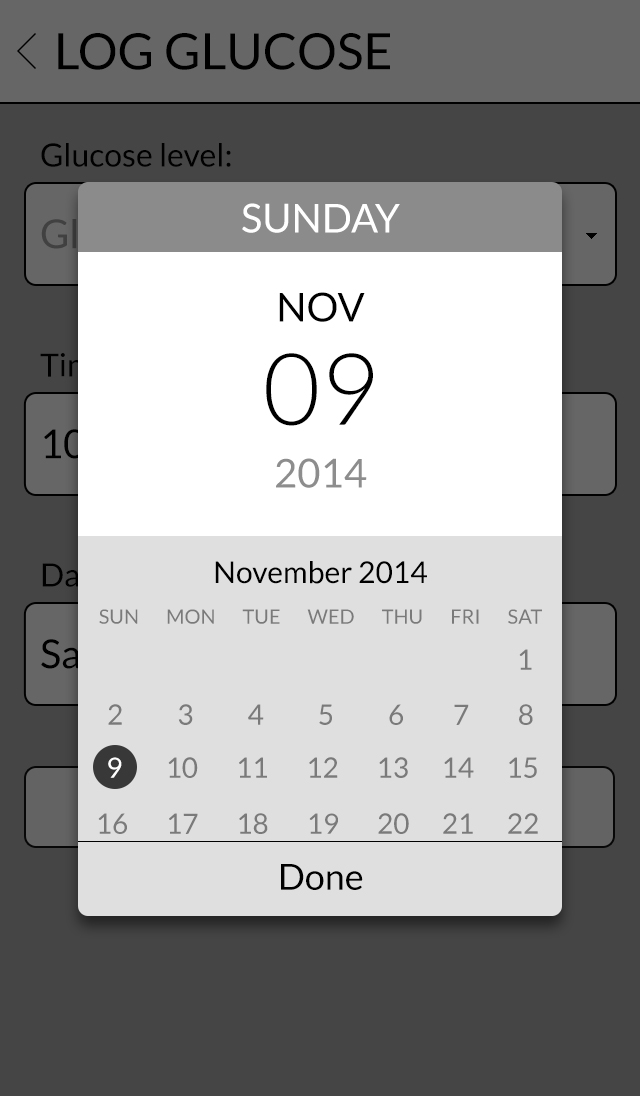 LOG GLUCOSE
Glucose level:
SUNDAY
NOV
09
2014
November 2014
SUN MON TUE WED THU FRI SAT
1
2 3 4 5 6 7 8
9 10 11 12 13 14 15
16 17 18 19 20 21 22
Done